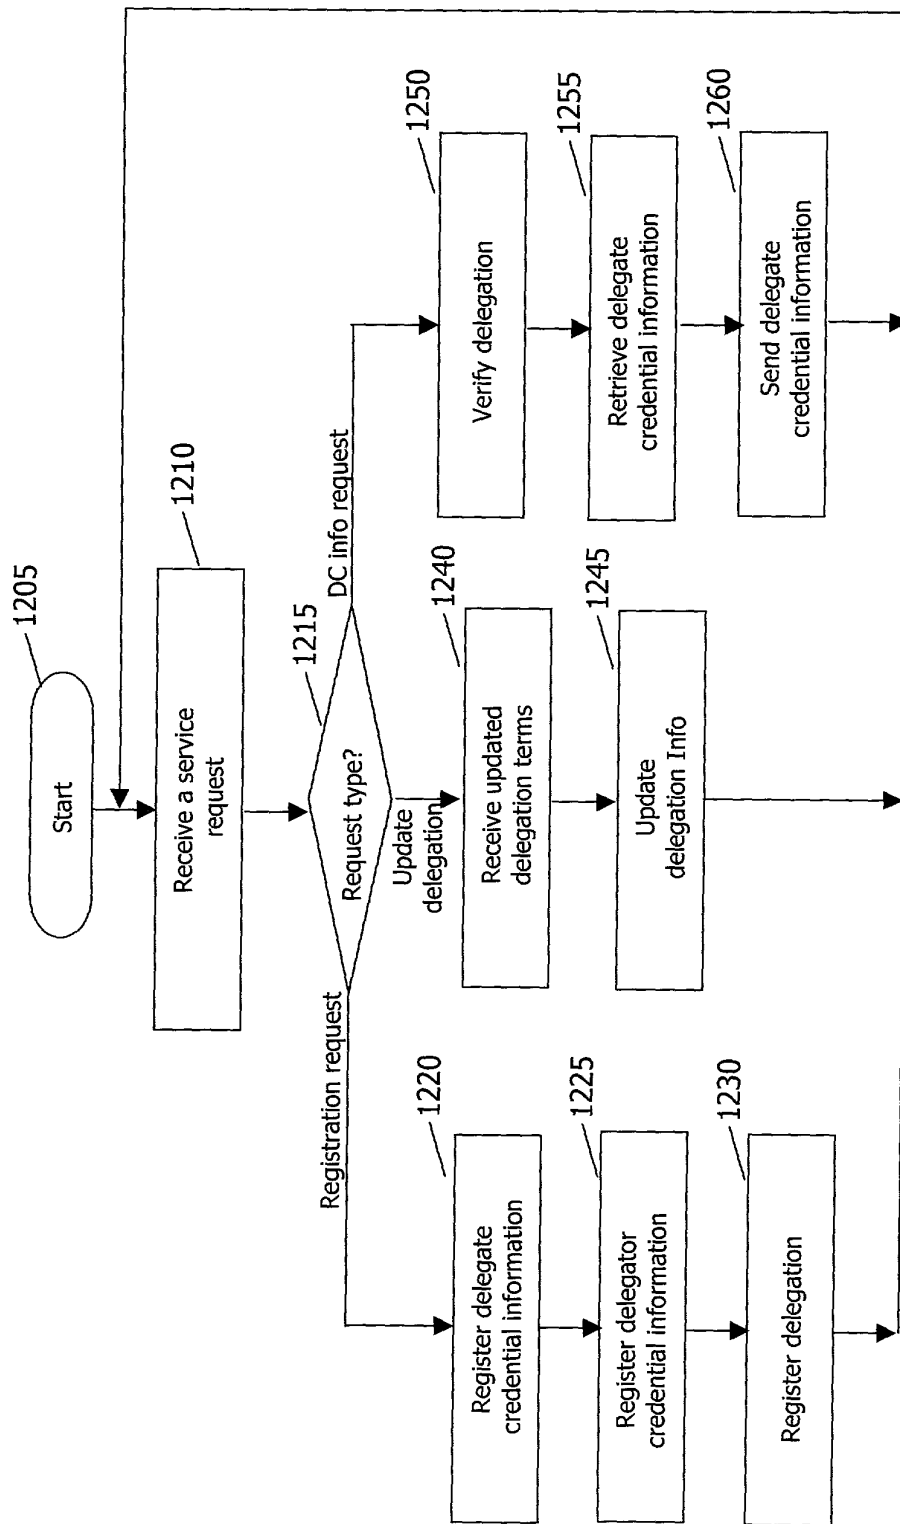 Start
1205
Receive a service
request
1210
Request type?
1215
Registration request
Update
delegation
DC info request
Register delegate
credential information
1220
Register delegator
credential information
1225
Register delegation
1230
Receive updated
delegation terms
1240
Update
delegation Info
1245
Verify delegation
1250
Retrieve delegate
credential information
1255
Send delegate
credential information
1260